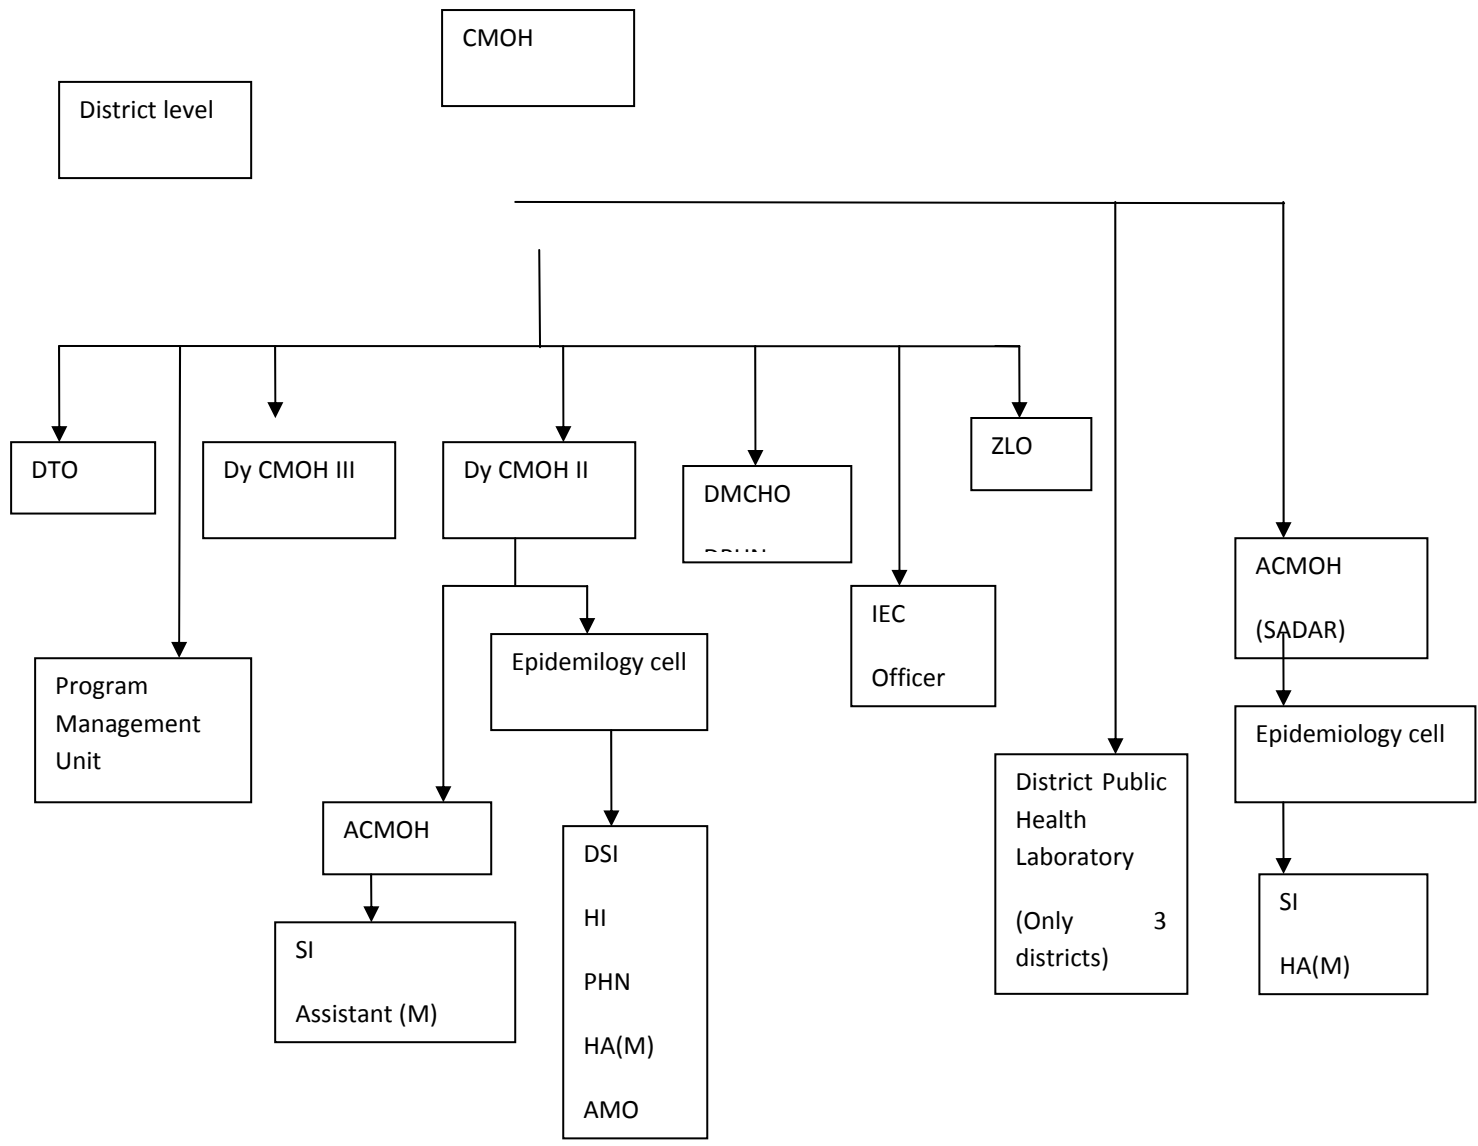 CMOH
District level
DTO
Dy CMOH III
Dy CMOH II
DMCHO
ZLO
IEC
Officer
ACMOH
(SADAR)
Program
Management
Unit
Epidemilogy cell
Epidemiology cell
District Public
Health
Laboratory
(Only 3
districts)
ACMOH
SI
Assistant (M)
DSI
HI
PHN
HA(M)
AMO
SI
HA(M)